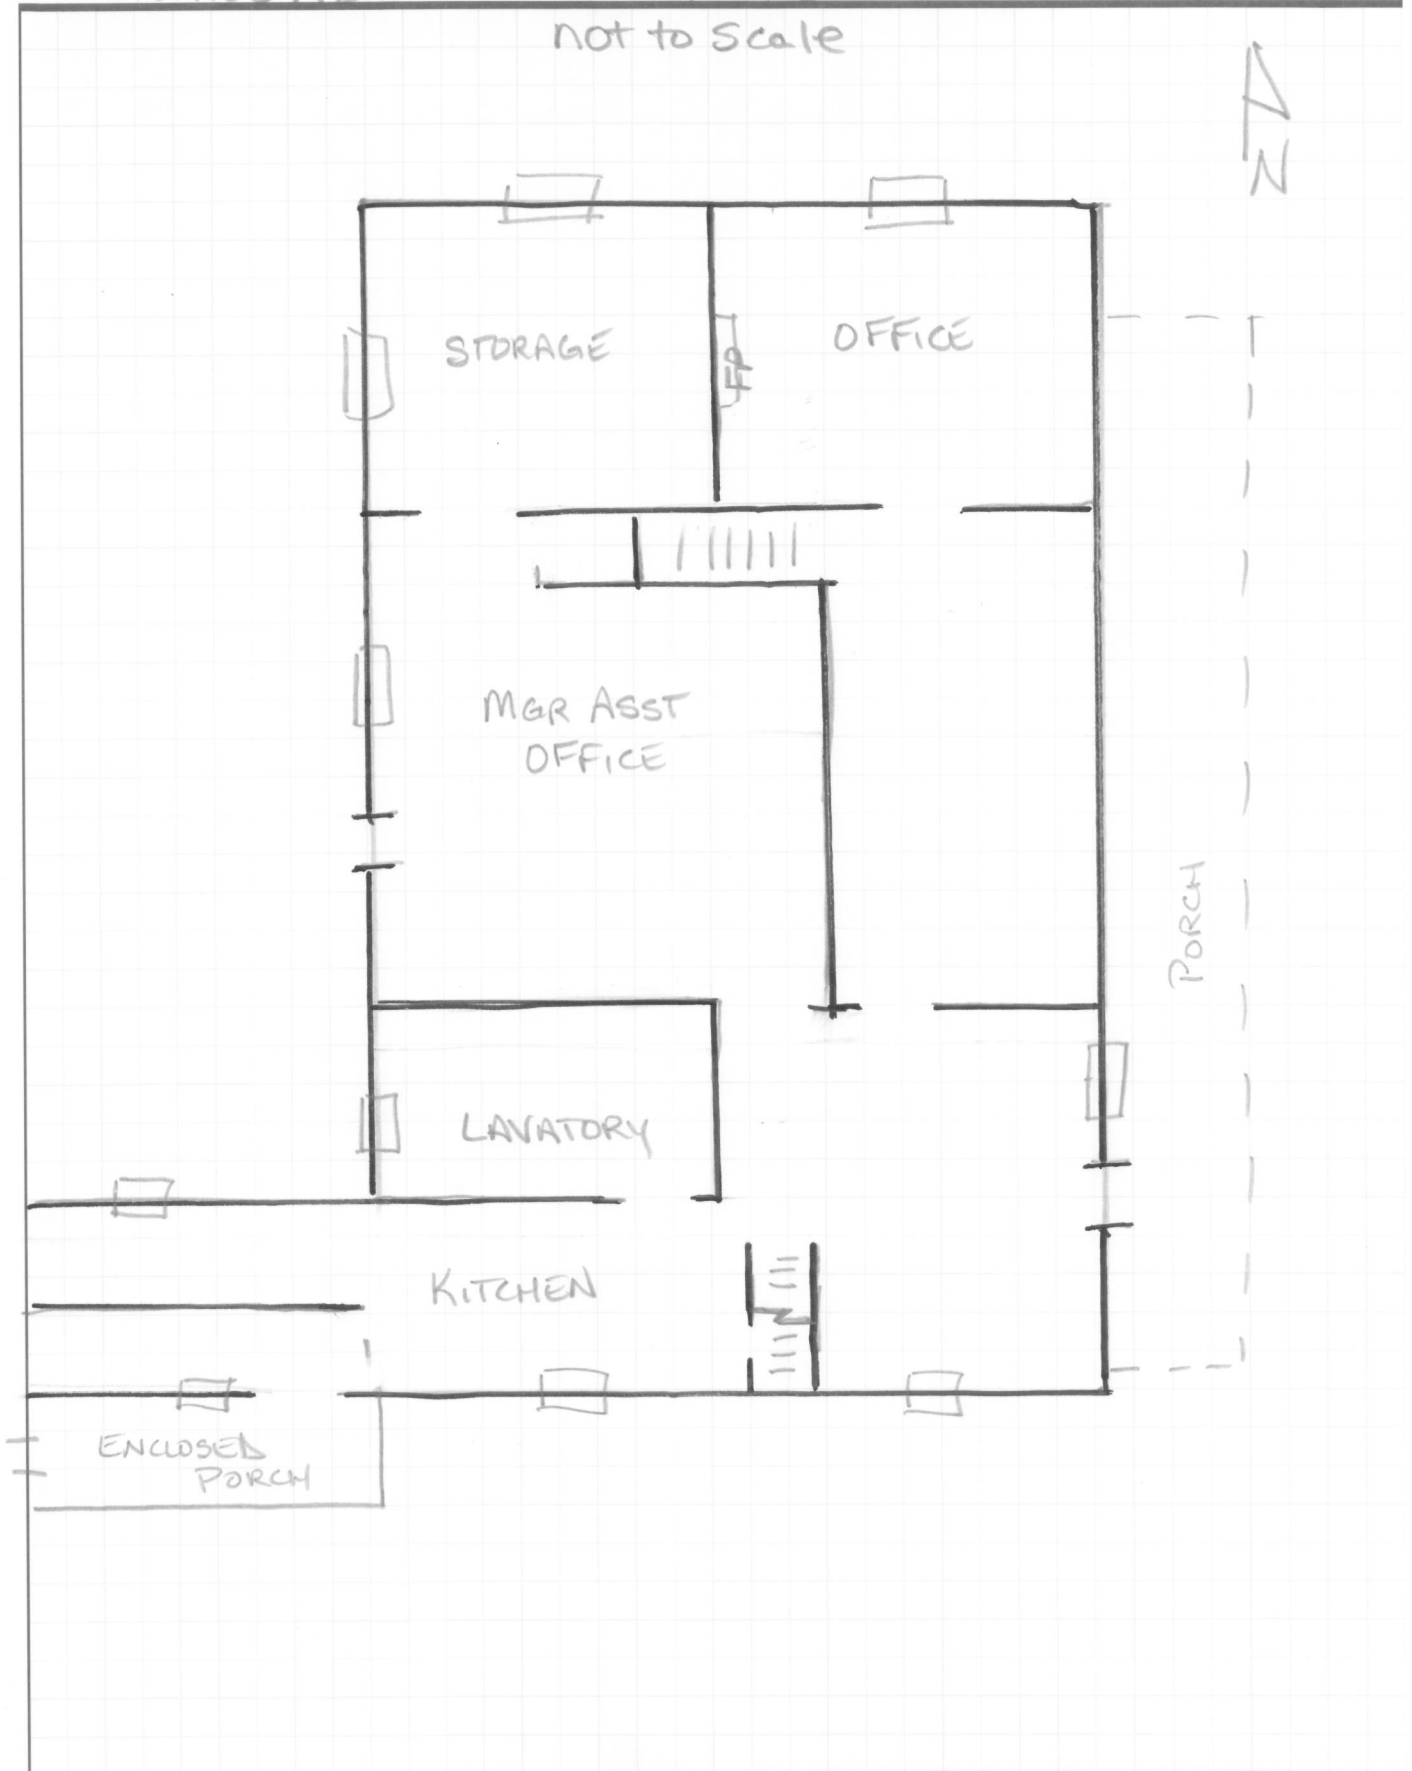 not to scale
N
STORAGE
OFFICE
FP
MGR ASST
OFFICE
PORCH
LAVATORY
KITCHEN
ENCLOSED
PORCH